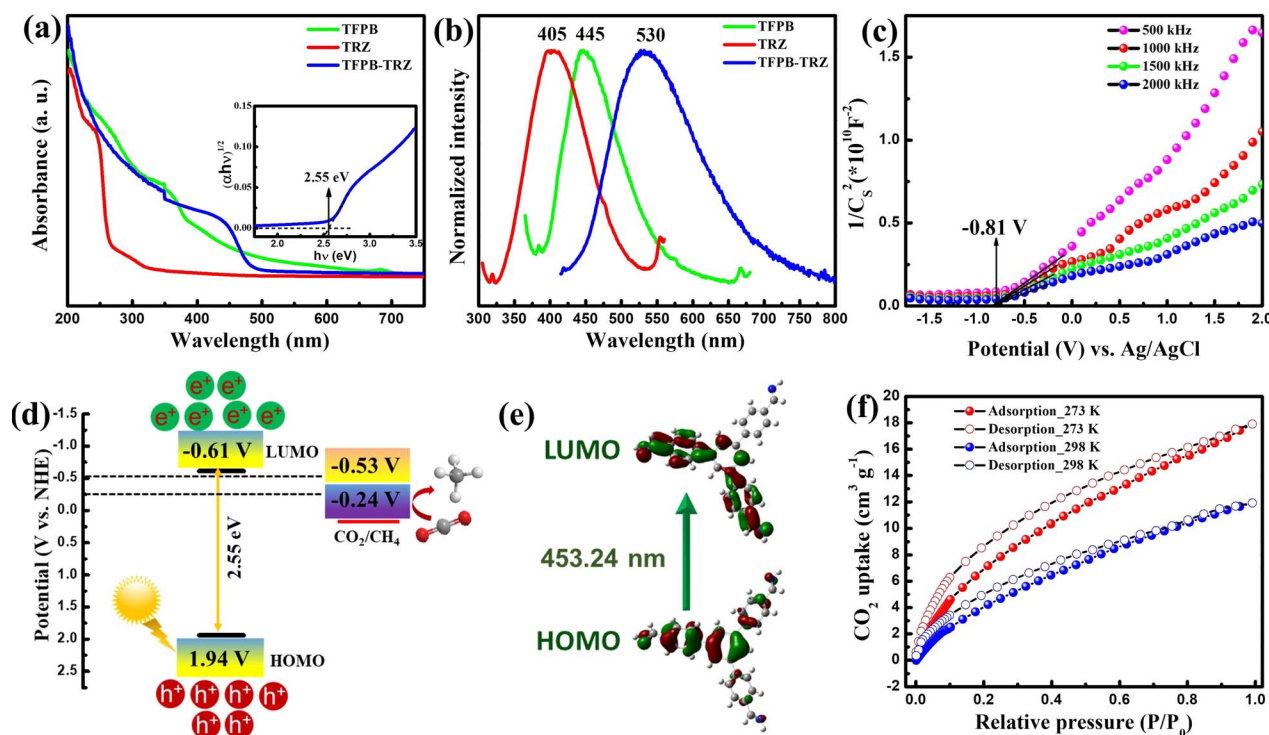 (a)
TFPB
TRZ
TFPB-TRZ
Absorbance (a. u.)
(αhν)^1/2
0.15
0.10
0.05
0.00
2.55 eV
2.0 2.5 3.0 3.5
hν (eV)
200 300 400 500 600 700
Wavelength (nm)
(b)
405 445 530
TFPB
TRZ
TFPB-TRZ
Normalized intensity
300 350 400 450 500 550 600 650 700 750 800
Wavelength (nm)
(c)
500 kHz
1000 kHz
1500 kHz
2000 kHz
1/C_S^2(*10^10F^-2)
1.5
1.0
0.5
0.0
-0.81 V
-1.5 -1.0 -0.5 0.0 0.5 1.0 1.5 2.0
Potential (V) vs. Ag/AgCl
(d)
e+ e+
e+ e+ e+ e+
Potential (V vs. NHE)
-1.5
-1.0
-0.5
0.0
0.5
1.0
1.5
2.0
2.5
-0.61 V
LUMO
-0.53 V
-0.24 V
CO2/CH4
2.55 eV
1.94 V
HOMO
h+ h+ h+ h+
h+ h+
(e)
LUMO
453.24 nm
HOMO
(f)
Adsorption_273 K
Desorption_273 K
Adsorption_298 K
Desorption_298 K
CO2 uptake (cm^3 g^-1)
20
18
16
14
12
10
8
6
4
2
0
-2
0.0 0.2 0.4 0.6 0.8 1.0
Relative pressure (P/P0)